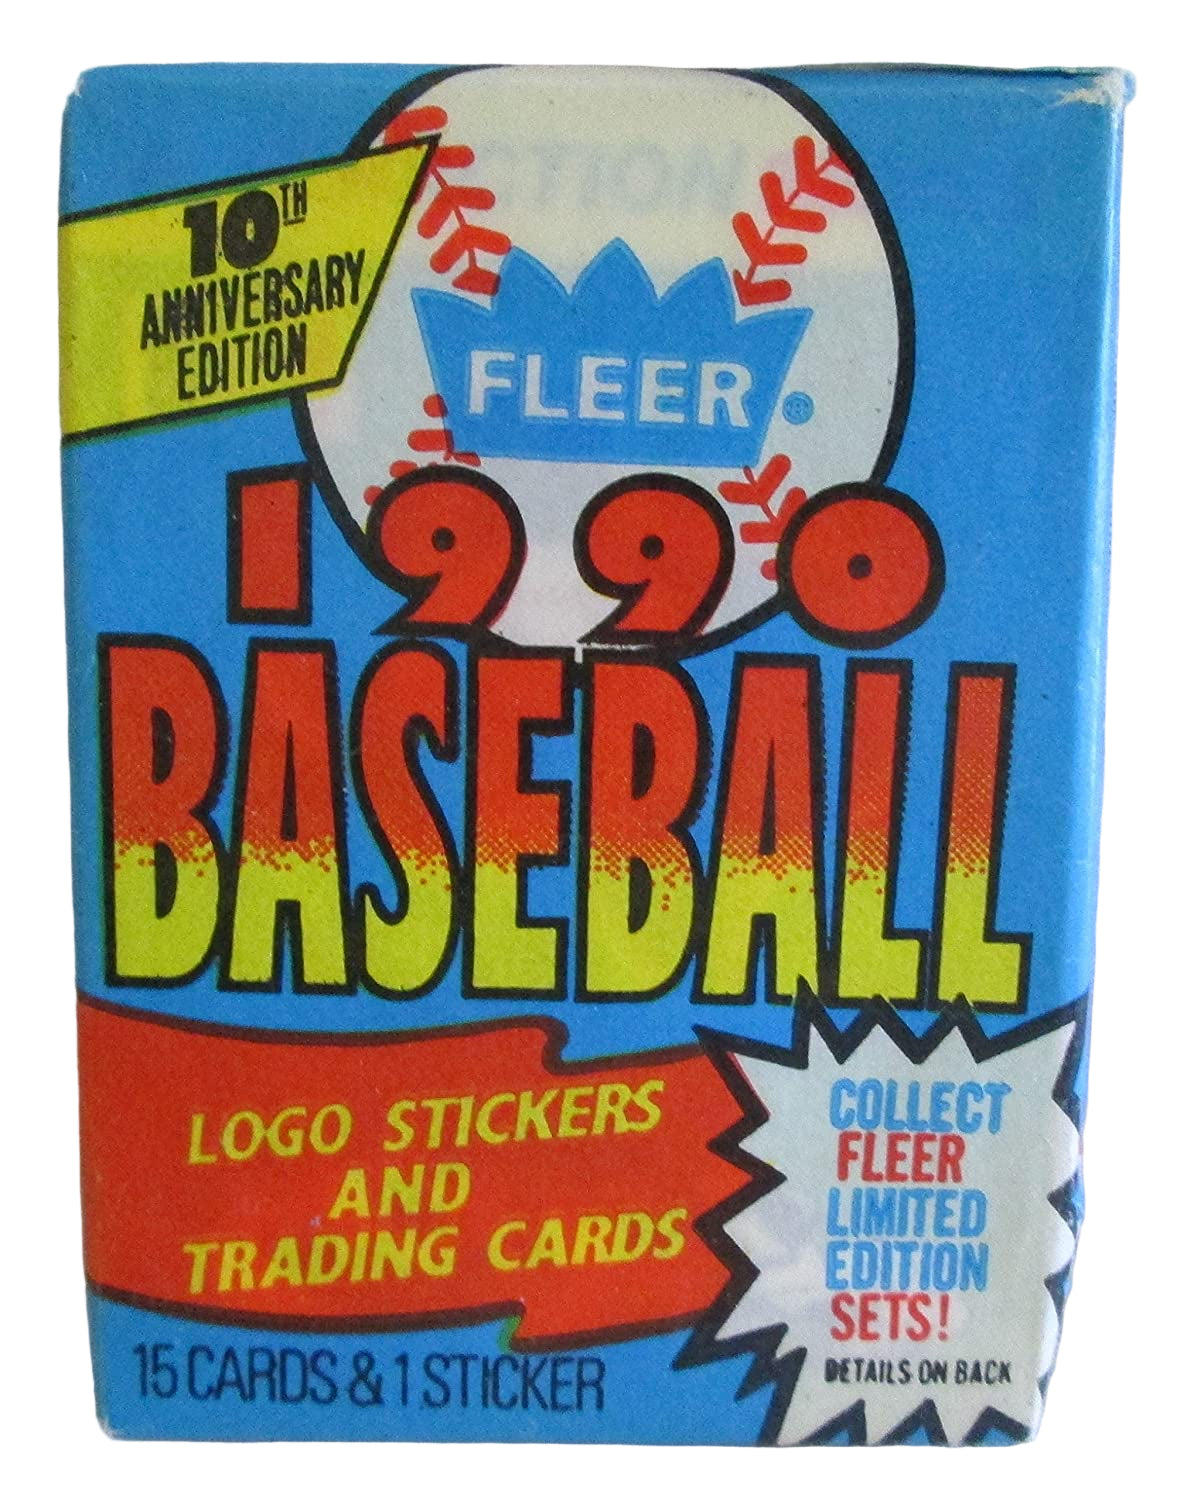 10TH
ANNIVERSARY
EDITION
FLEER®
1990
BASEBALL
LOGO STICKERS
AND
TRADING CARDS
COLLECT
FLEER
LIMITED
EDITION
SETS!
DETAILS ON BACK
15 CARDS & 1 STICKER